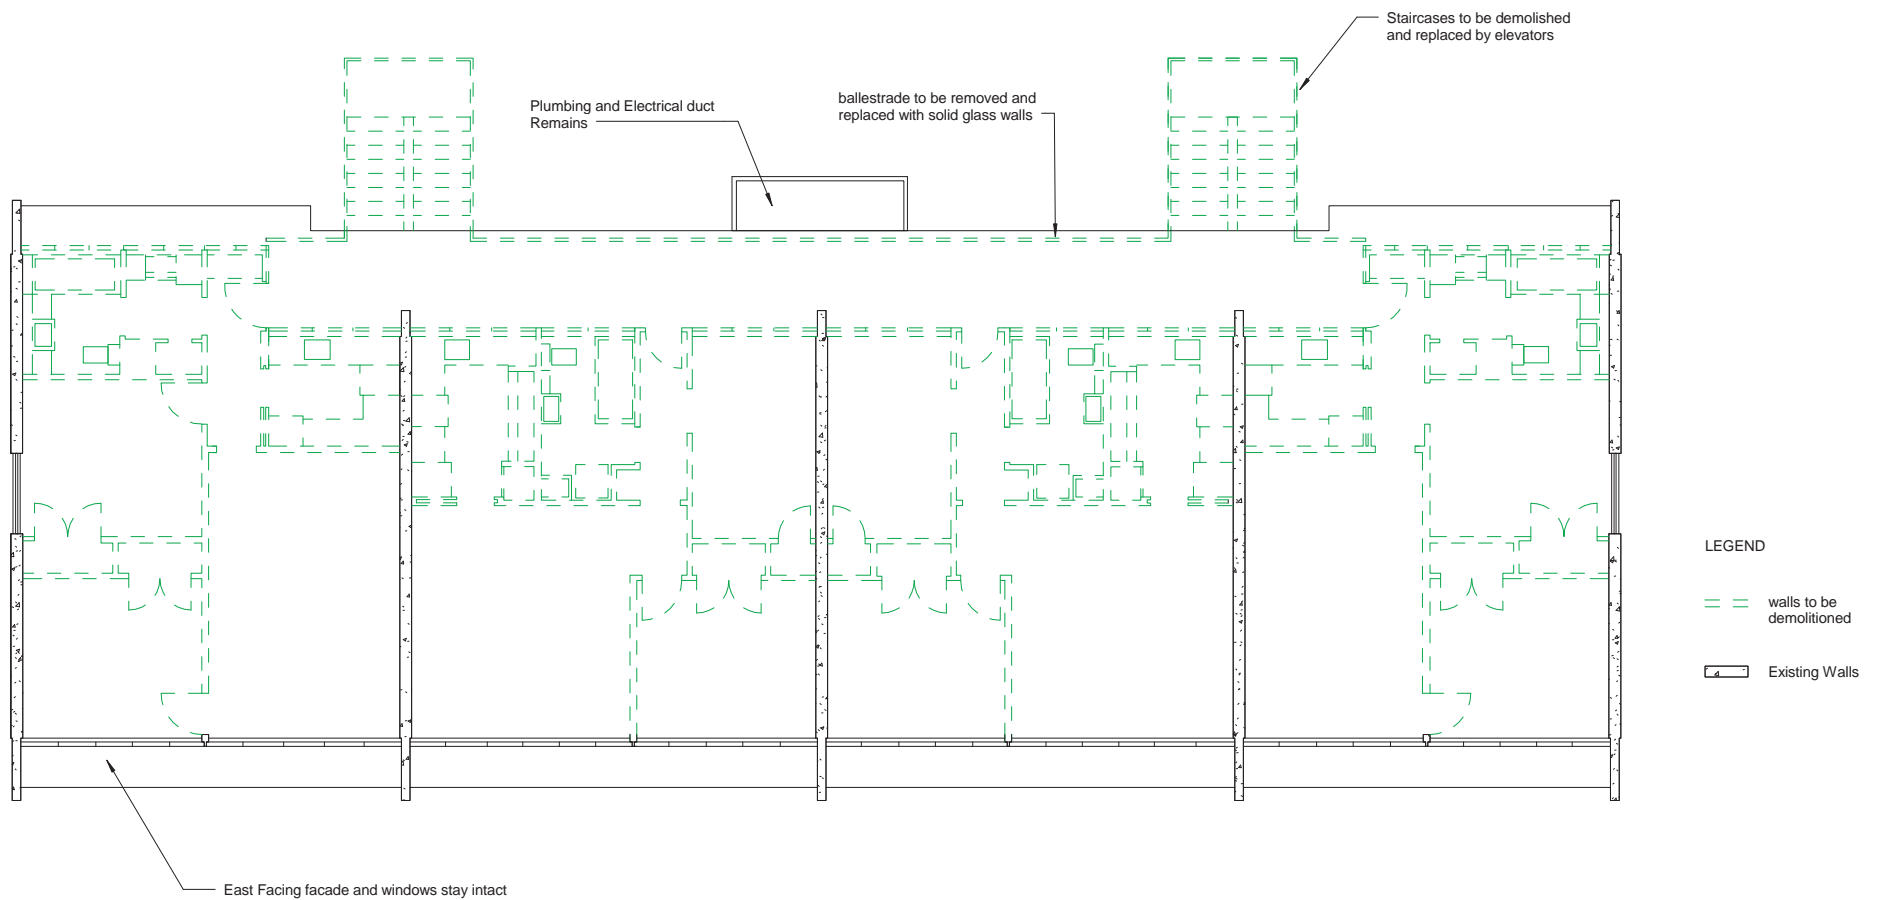 Staircases to be demolished
and replaced by elevators
Plumbing and Electrical duct
Remains
ballestrade to be removed and
replaced with solid glass walls
LEGEND
walls to be
demolitioned
Existing Walls
East Facing facade and windows stay intact